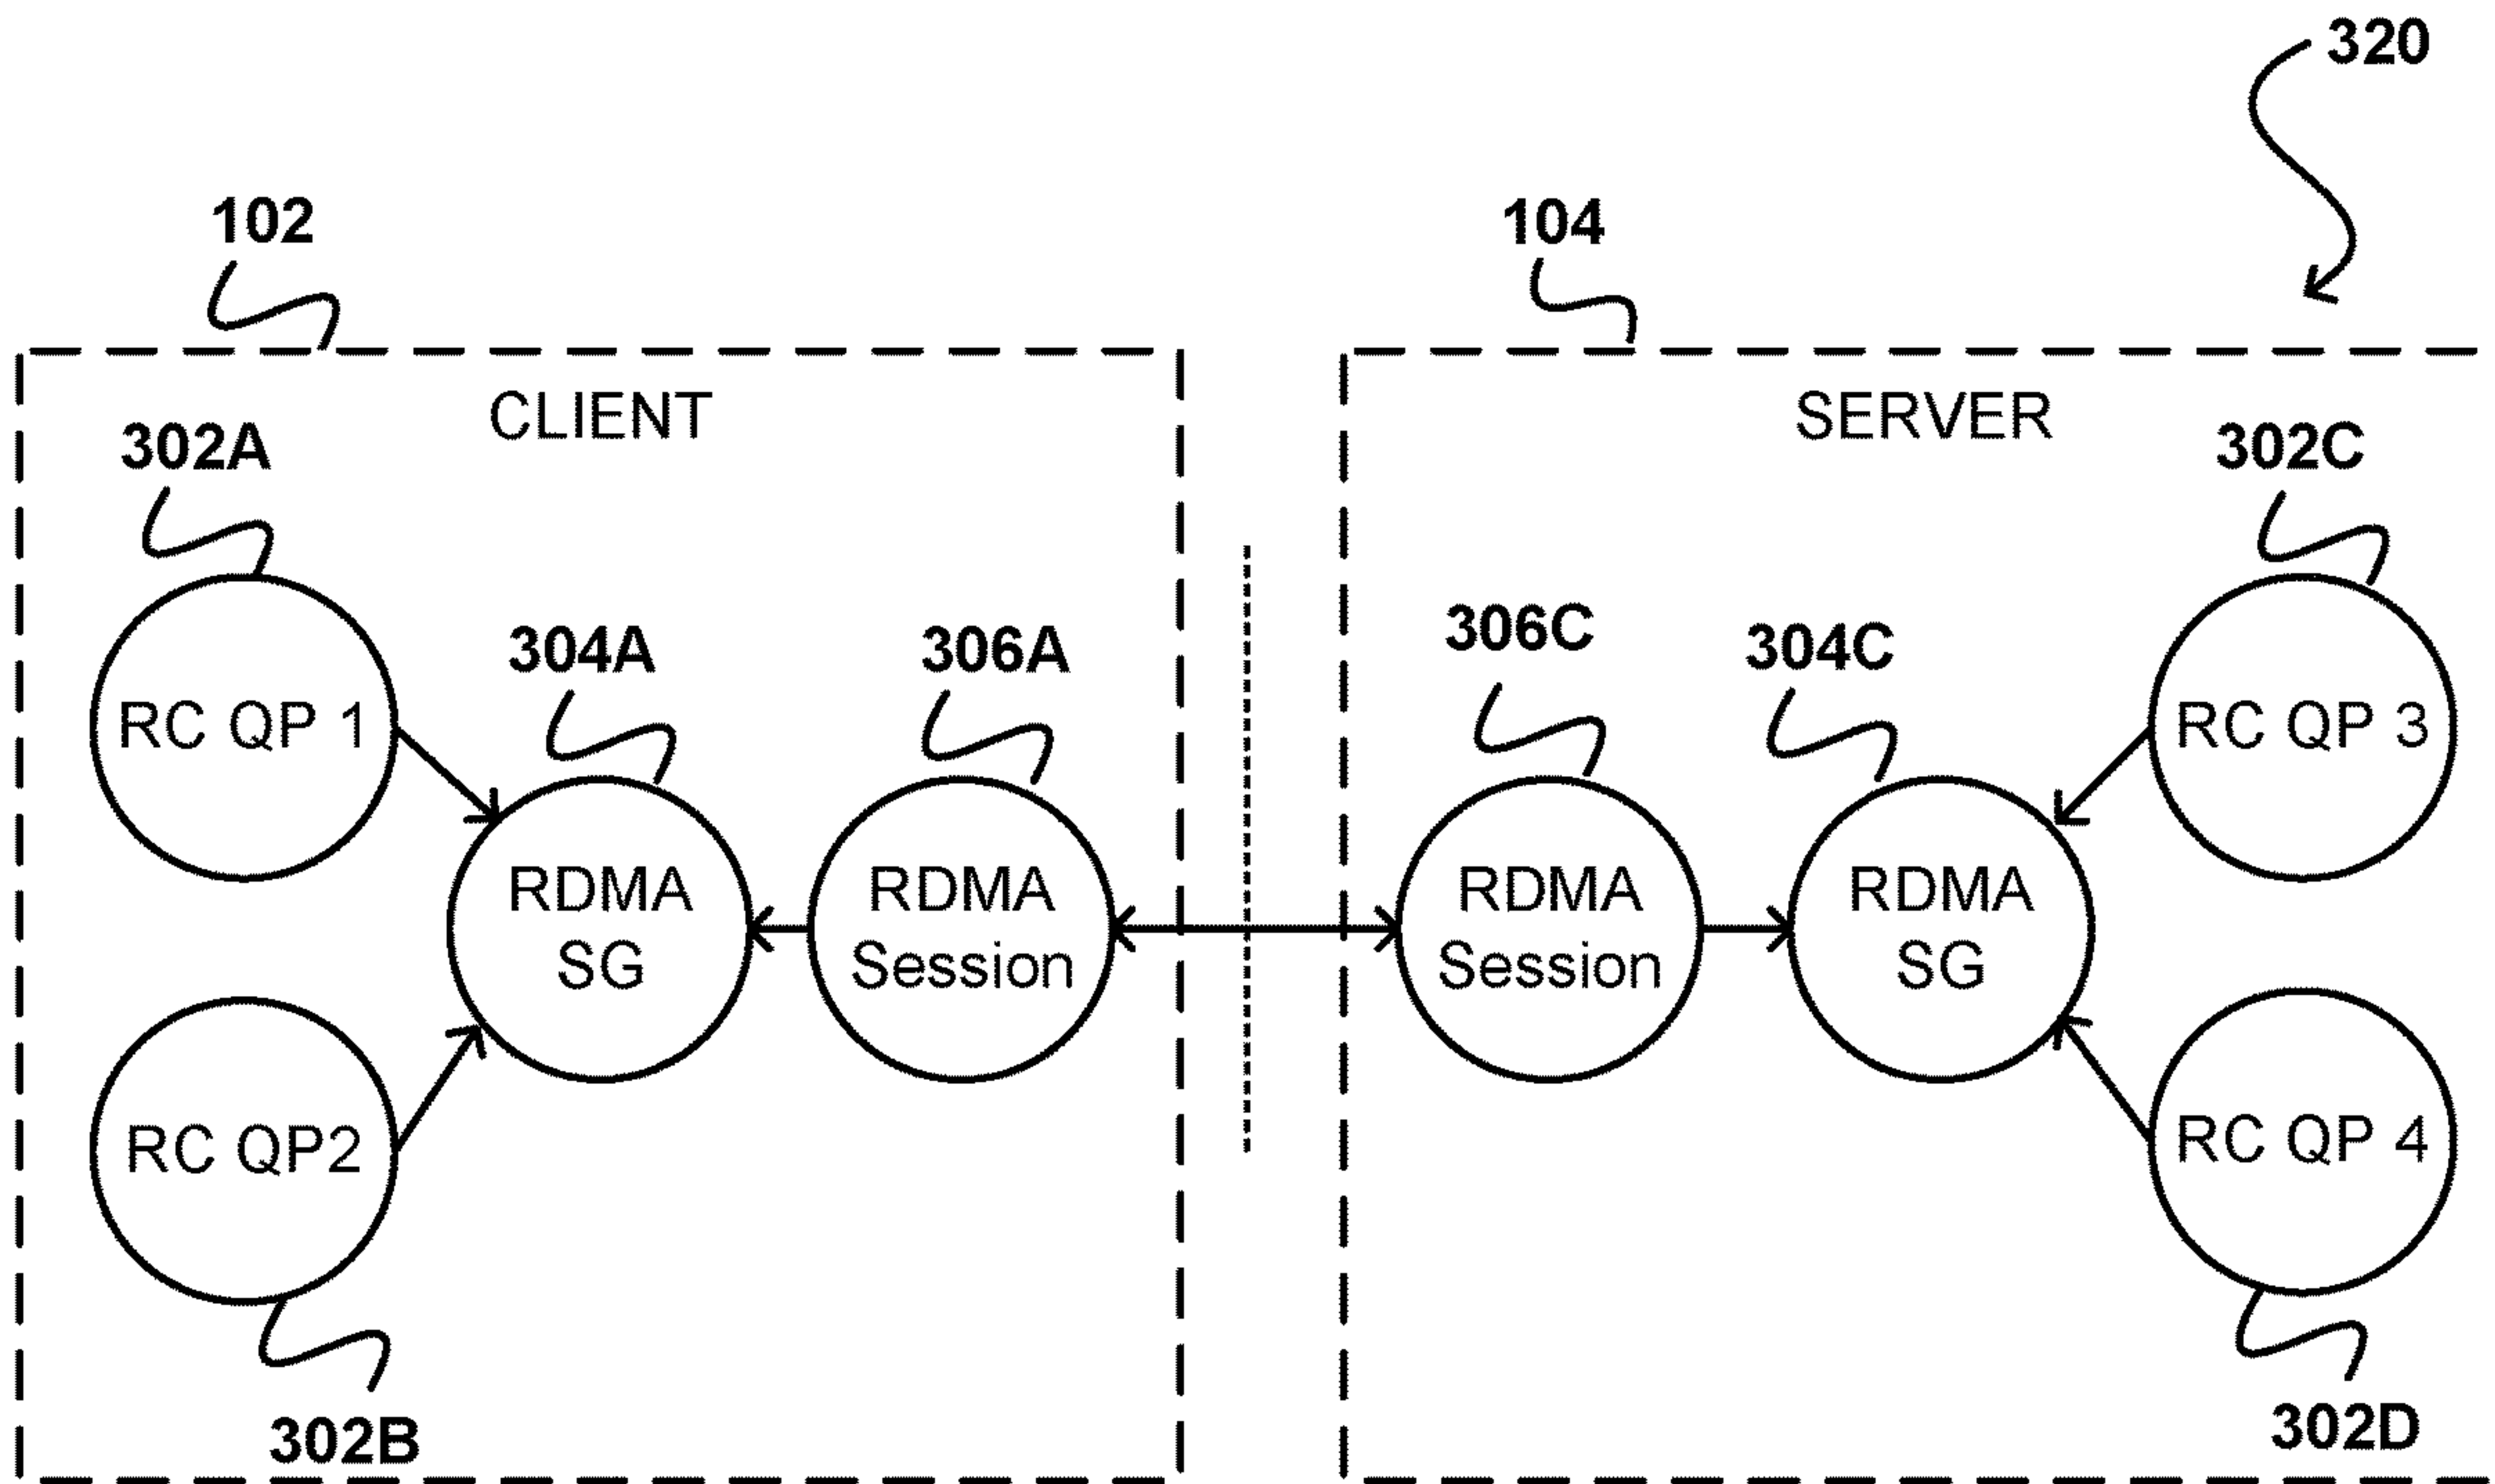 320
102
104
CLIENT
SERVER
302A
302C
304A
306A
306C
304C
RC QP 1
RC QP 3
RDMA
SG
RDMA
Session
RDMA
Session
RDMA
SG
RC QP2
RC QP 4
302B
302D